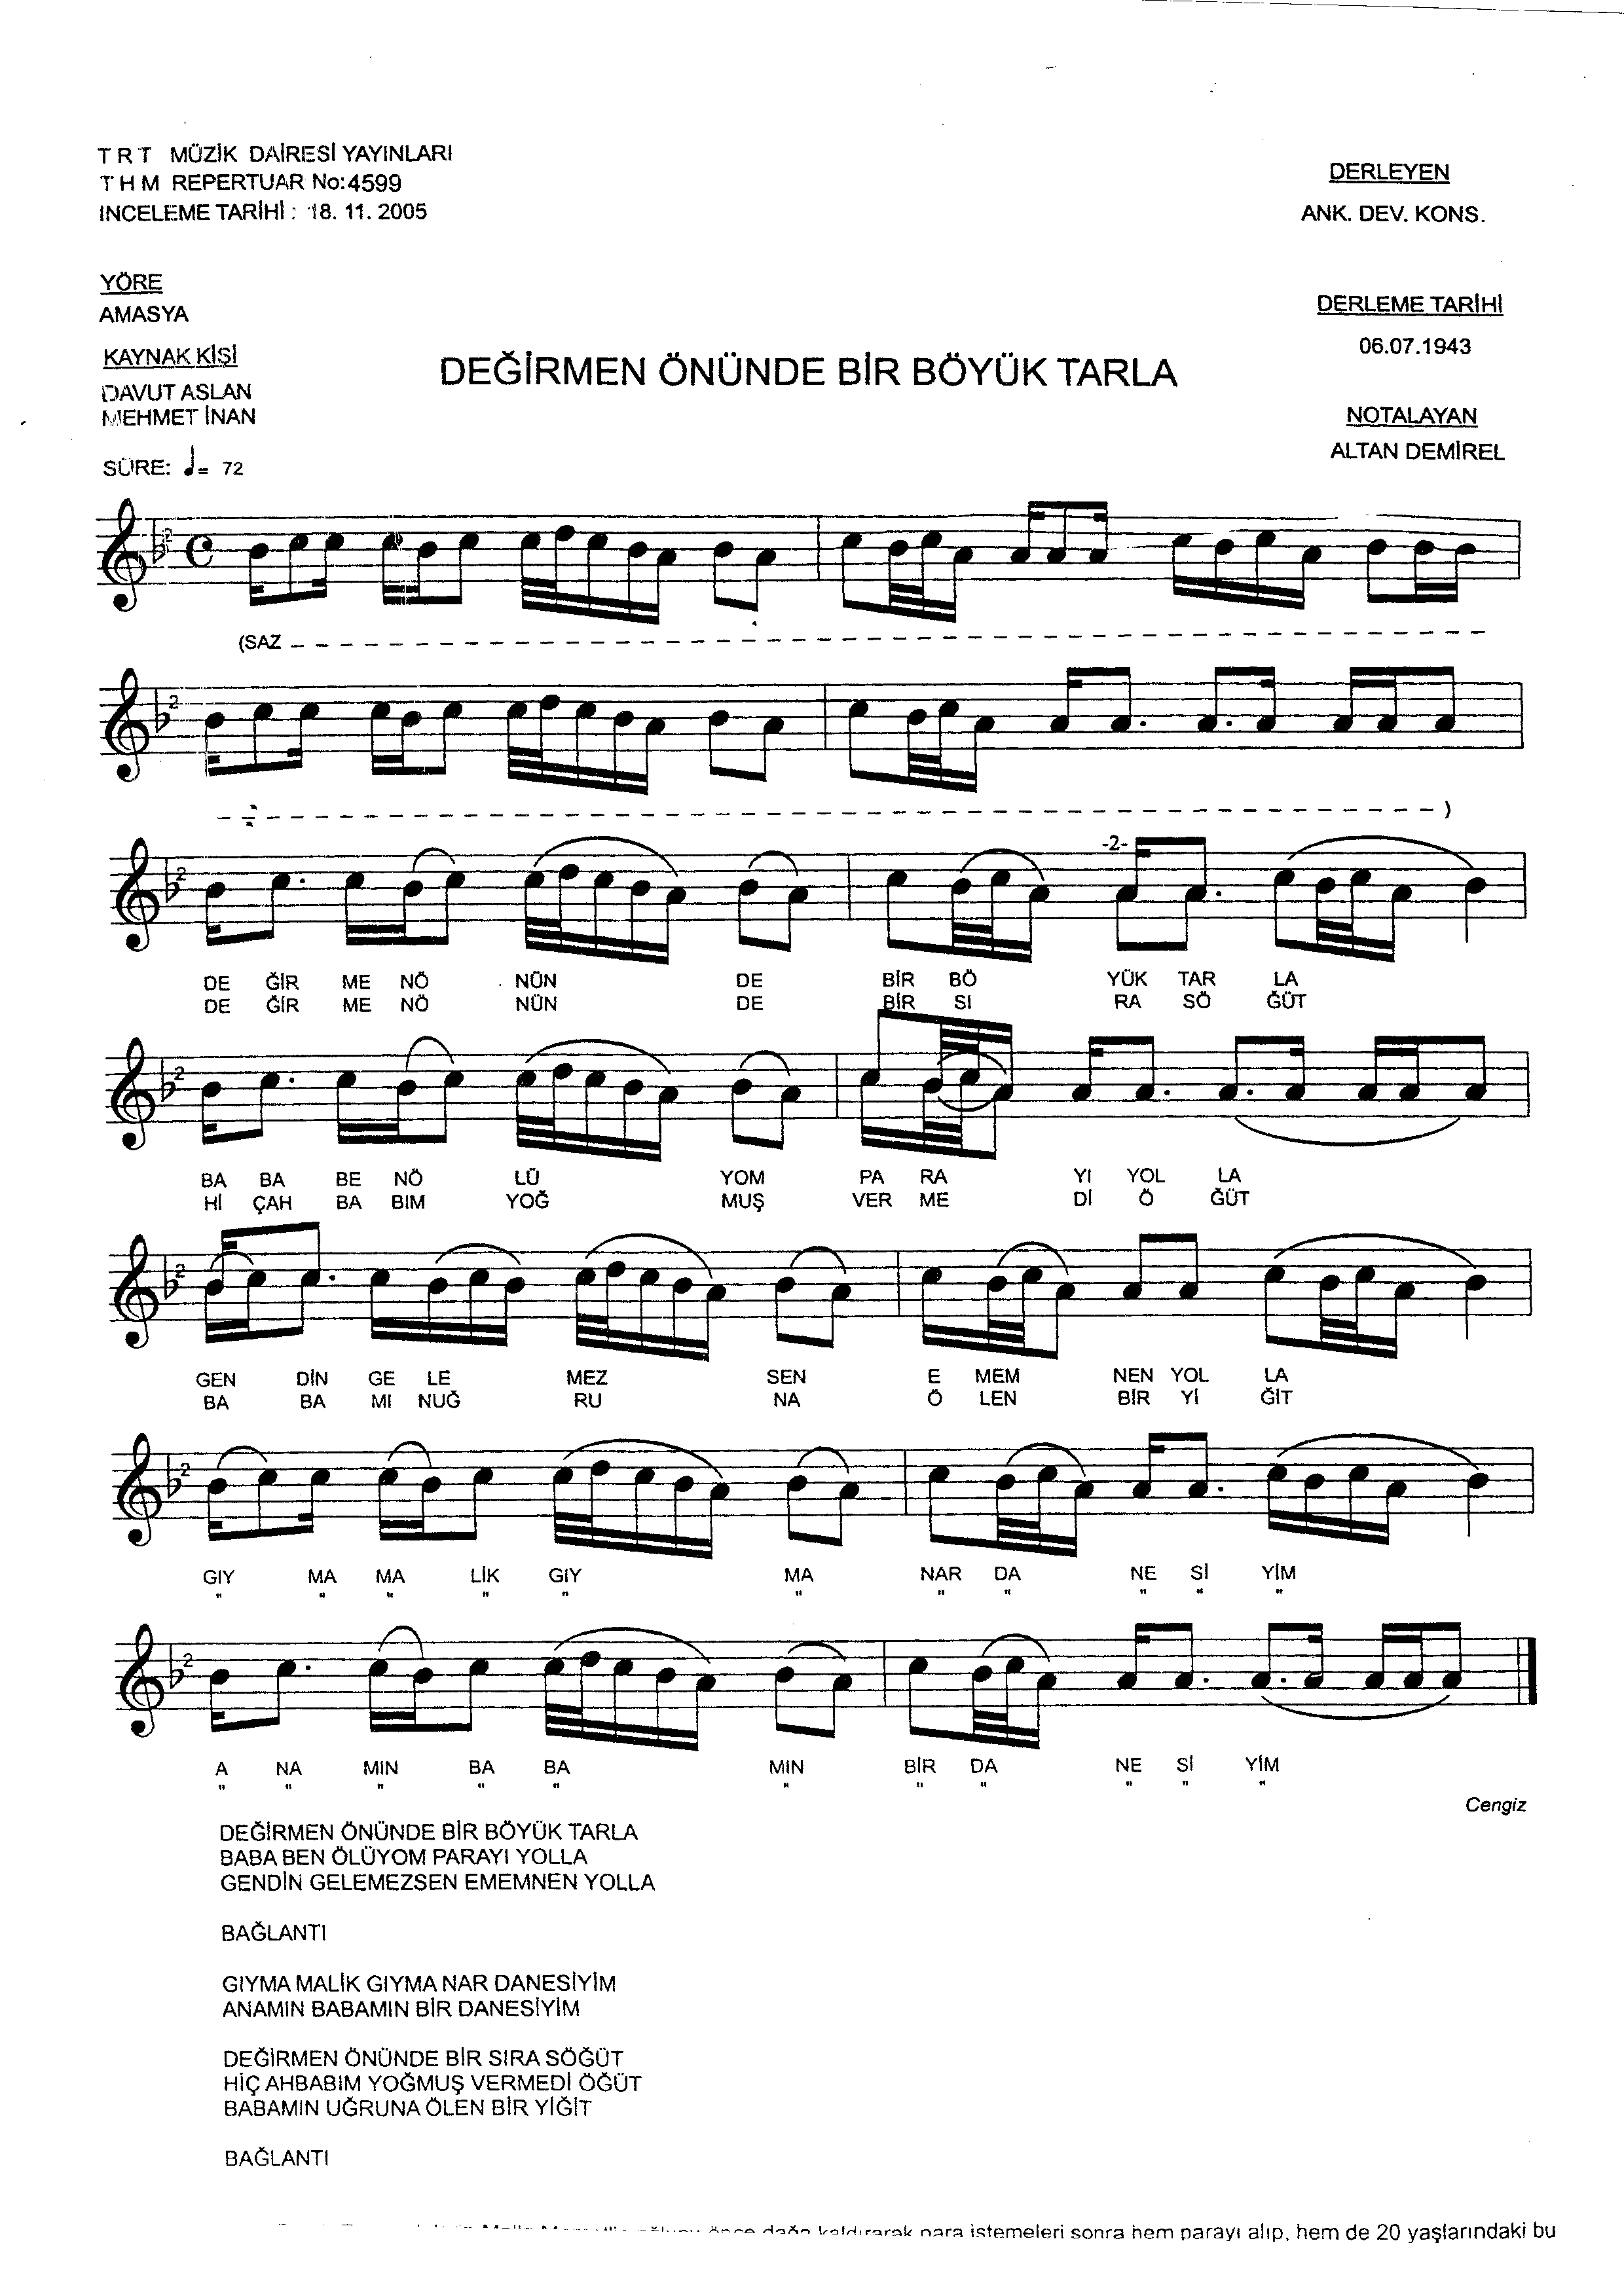 T R T MÜZİK DAİRESİ YAYINLARI
T H M REPERTUAR No:4599
INCELEME TARİHİ : 18. 11. 2005
DERLEYEN
ANK. DEV. KONS.
YÖRE
AMASYA
DERLEME TARİHİ
06.07.1943
KAYNAK KİŞİ
DAVUT ASLAN
MEHMET İNAN
DEĞİRMEN ÖNÜNDE BİR BÖYÜK TARLA
NOTALAYAN
ALTAN DEMİREL
SÜRE: ♩= 72
(SAZ
)
-2-
DE ĞİR ME NÖ NÜN DE BİR BÖ YÜK TAR LA
DE ĞİR ME NÖ NÜN DE BİR SI RA SÖ ĞÜT
BA BA BE NÖ LÜ YOM PA RA YI YOL LA
Hİ ÇAH BA BIM YOĞ MUŞ VER ME Dİ Ö ĞÜT
GEN DİN GE LE MEZ SEN E MEM NEN YOL LA
BA BA MI NUĞ RU NA Ö LEN BİR Yİ ĞİT
GIY MA MA LİK GIY MA NAR DA NE Sİ YİM
" " " " " " " " " " "
A NA MIN BA BA MIN BİR DA NE Sİ YİM
" " " " " " " " " " "
Cengiz
DEĞİRMEN ÖNÜNDE BİR BÖYÜK TARLA
BABA BEN ÖLÜYOM PARAYI YOLLA
GENDİN GELEMEZSEN EMEMNEN YOLLA
BAĞLANTI
GIYMA MALİK GIYMA NAR DANESİYİM
ANAMIN BABAMIN BİR DANESİYİM
DEĞİRMEN ÖNÜNDE BİR SIRA SÖĞÜT
HİÇ AHBABIM YOĞMUŞ VERMEDİ ÖĞÜT
BABAMIN UĞRUNA ÖLEN BİR YİĞİT
BAĞLANTI
önce dağa kaldırarak para istemeleri sonra hem parayı alıp, hem de 20 yaşlarındaki bu